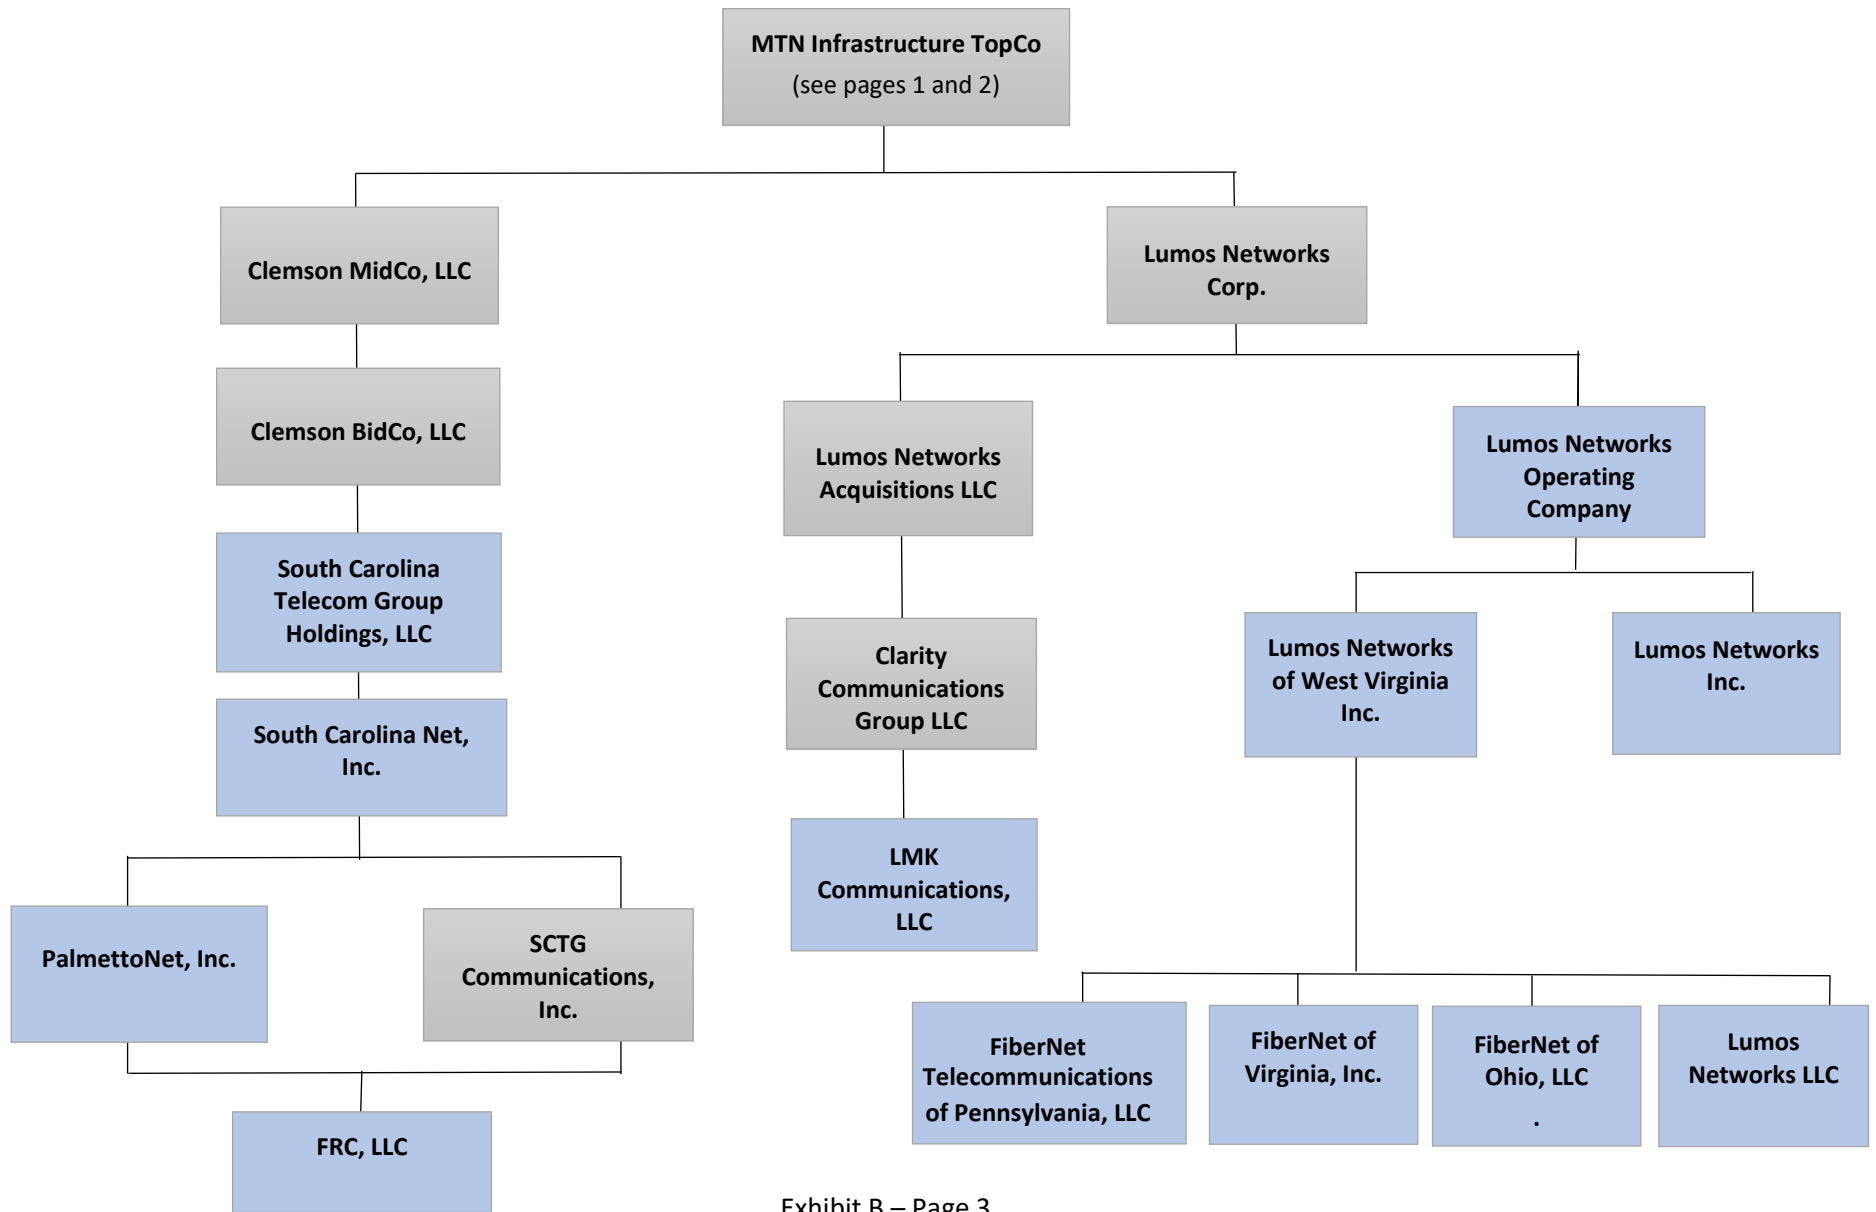 MTN Infrastructure TopCo
(see pages 1 and 2)
Clemson MidCo, LLC
Lumos Networks
Corp.
Clemson BidCo, LLC
Lumos Networks
Acquisitions LLC
Lumos Networks
Operating
Company
South Carolina
Telecom Group
Holdings, LLC
Clarity
Communications
Group LLC
Lumos Networks
of West Virginia
Inc.
Lumos Networks
Inc.
South Carolina Net,
Inc.
LMK
Communications,
LLC
PalmettoNet, Inc.
SCTG
Communications,
Inc.
FiberNet
Telecommunications
of Pennsylvania, LLC
FiberNet of
Virginia, Inc.
FiberNet of
Ohio, LLC
.
Lumos
Networks LLC
FRC, LLC
Exhibit B – Page 3